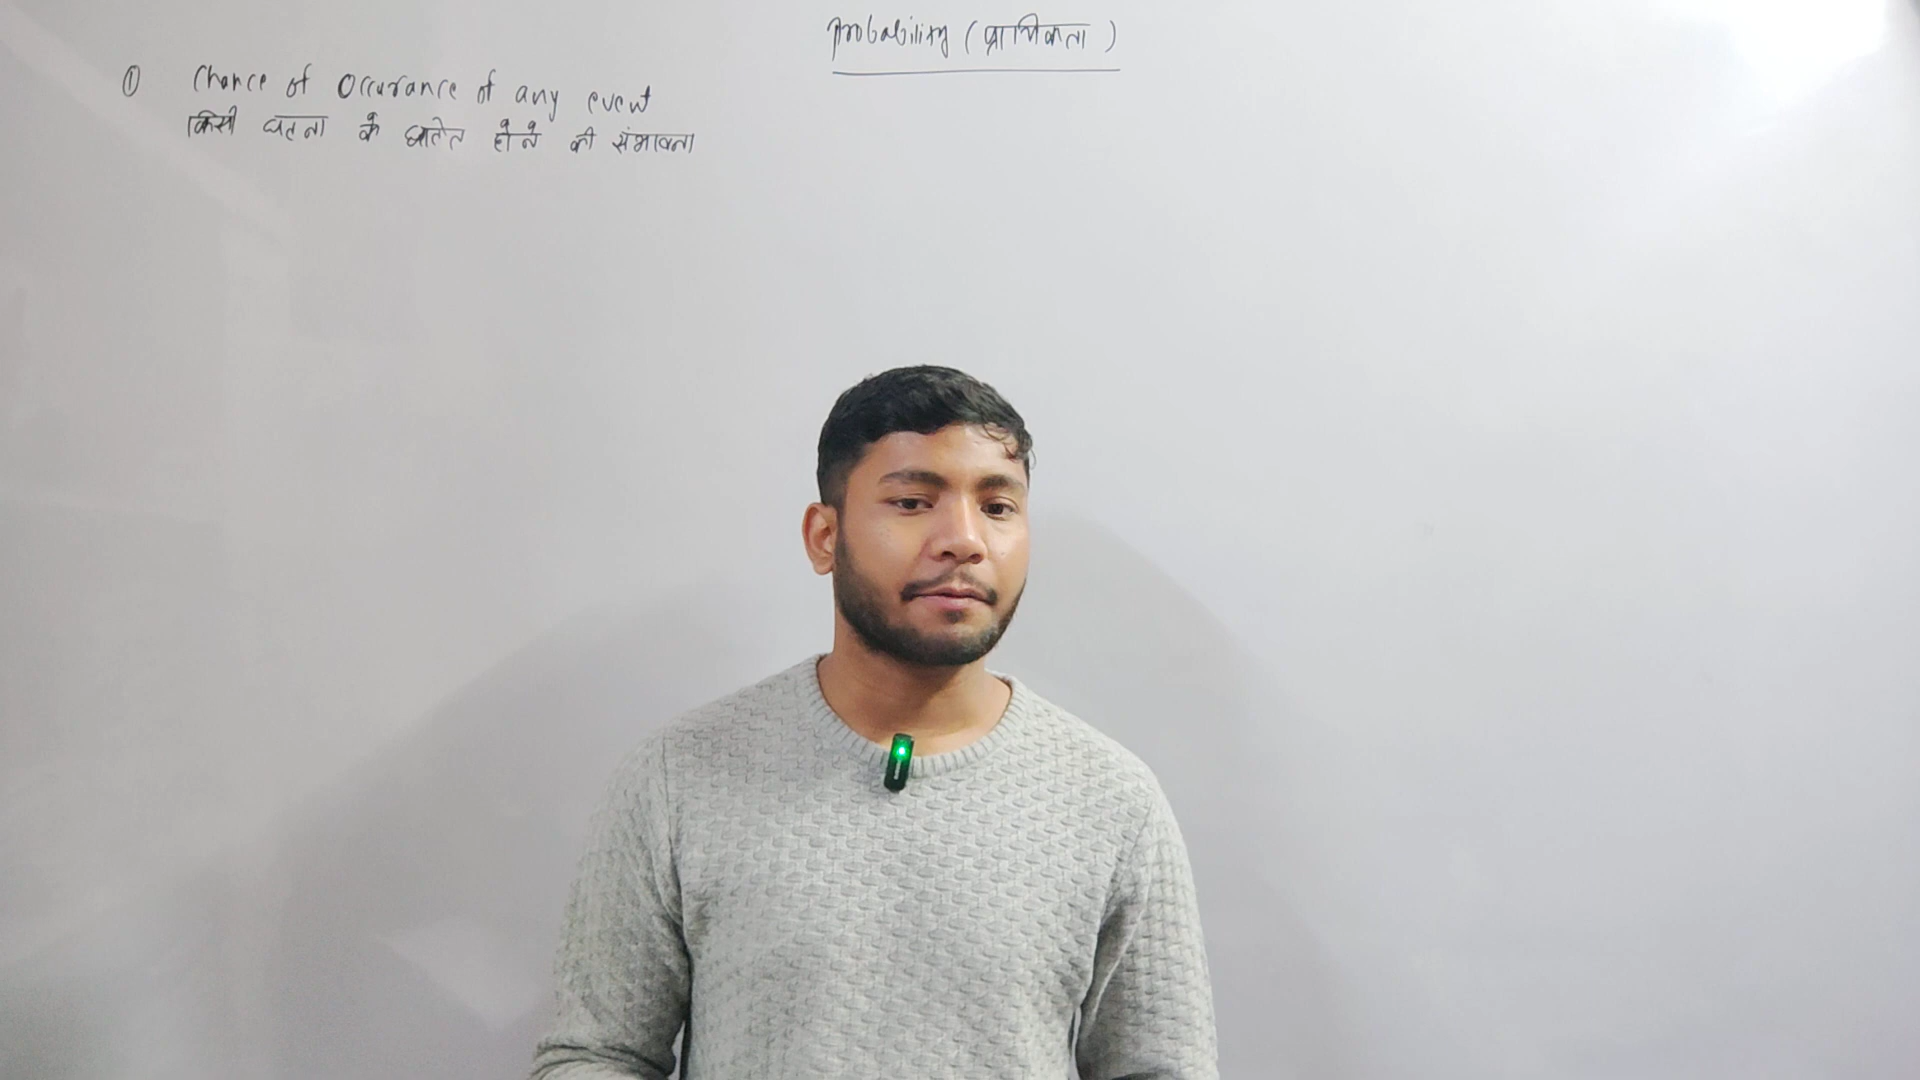 Probability (प्रायिकता)
① Chance of Occurance of any event
किसी घटना के घटित होने की संभावना